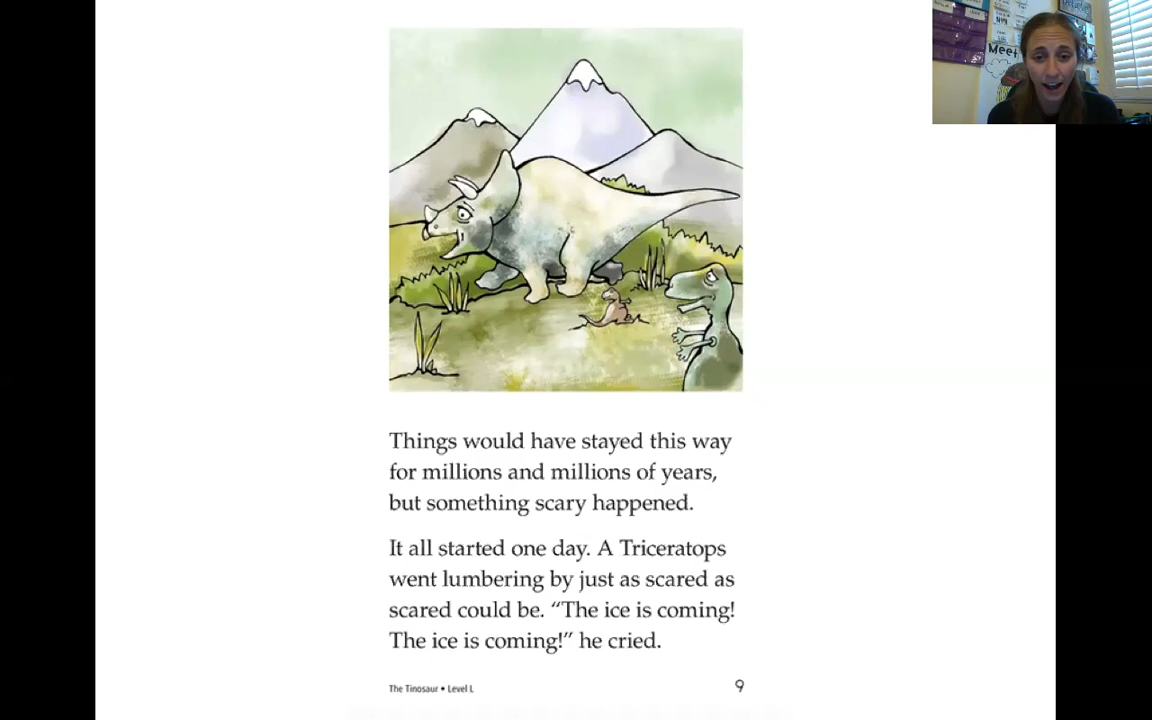 Meet
Things would have stayed this way
for millions and millions of years,
but something scary happened.
It all started one day. A Triceratops
went lumbering by just as scared as
scared could be. “The ice is coming!
The ice is coming!” he cried.
The Tinosaur • Level L
9